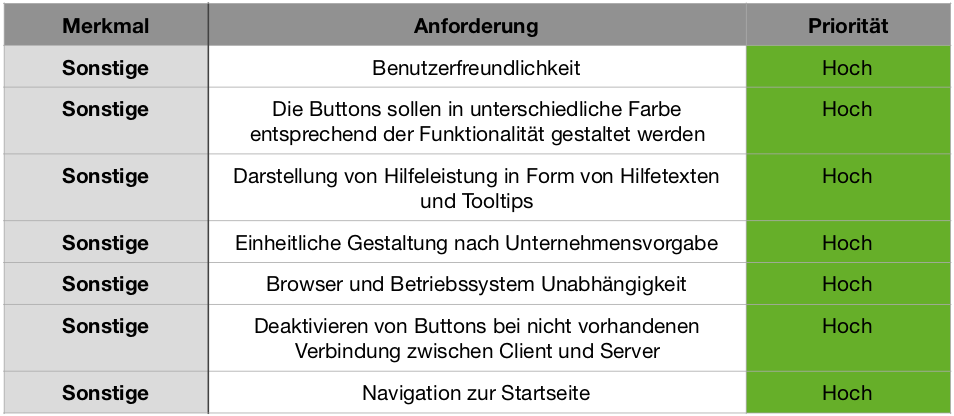 Merkmal Anforderung Priorität
Sonstige Benutzerfreundlichkeit Hoch
Sonstige Die Buttons sollen in unterschiedliche Farbe Hoch
entsprechend der Funktionalität gestaltet werden
Sonstige Darstellung von Hilfeleistung in Form von Hilfetexten Hoch
und Tooltips
Sonstige Einheitliche Gestaltung nach Unternehmensvorgabe Hoch
Sonstige Browser und Betriebssystem Unabhängigkeit Hoch
Sonstige Deaktivieren von Buttons bei nicht vorhandenen Hoch
Verbindung zwischen Client und Server
Sonstige Navigation zur Startseite Hoch